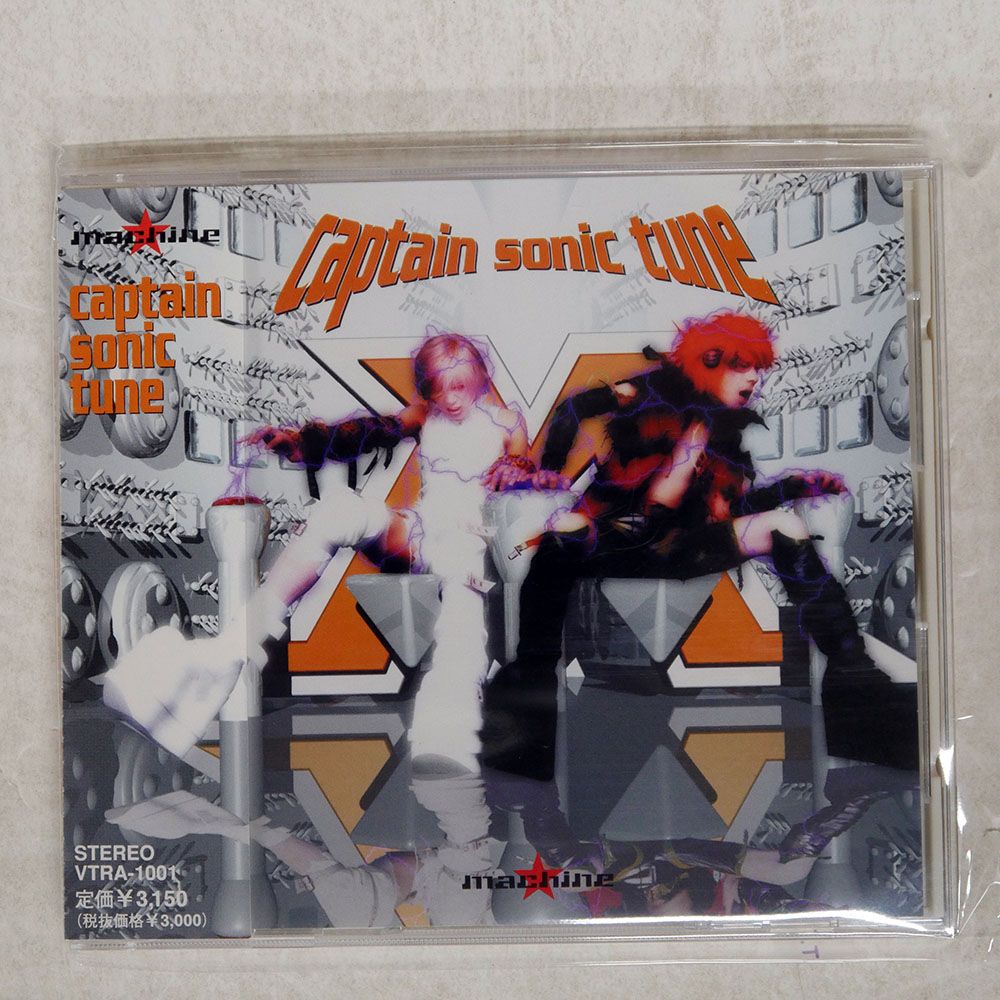 machine
captain
sonic
tune
captain sonic tune
machine
STEREO
VTRA-1001
定価￥3,150
(税抜価格￥3,000)
T